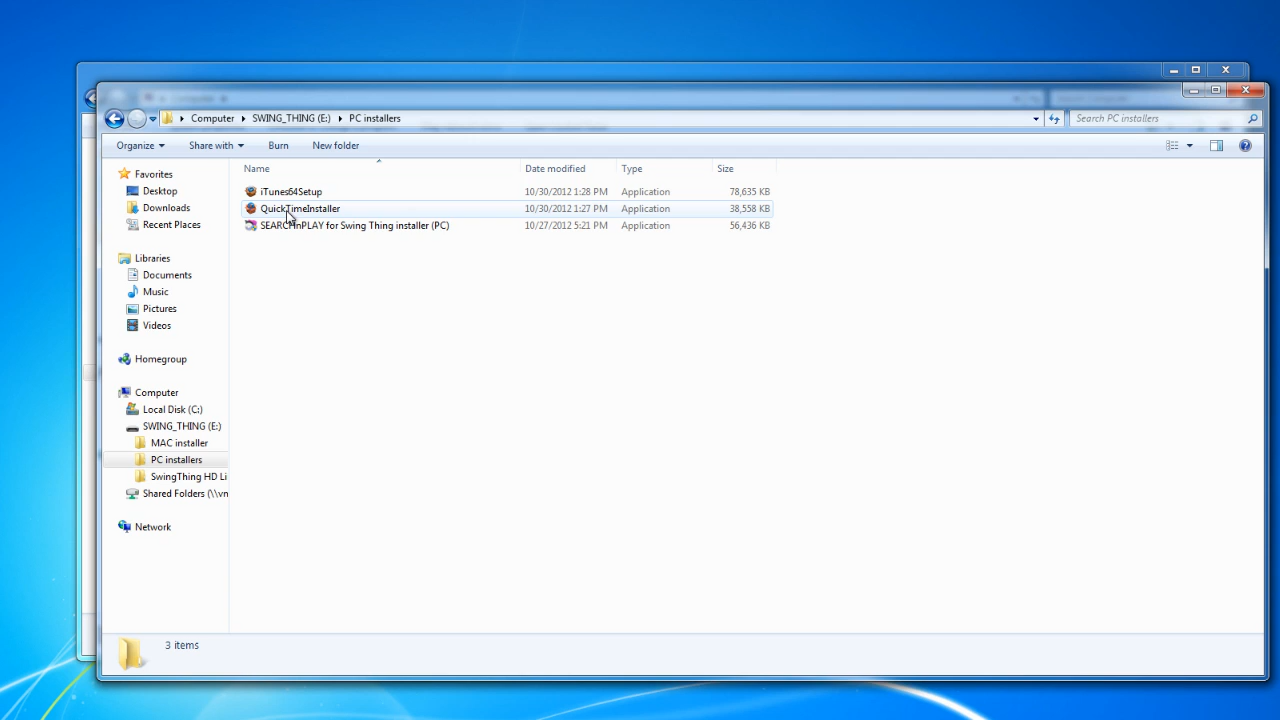 Computer SWING_THING (E:) PC installers Search PC installers
Organize Share with Burn New folder
Name Date modified Type Size
Favorites
Desktop
Downloads
Recent Places
Libraries
Documents
Music
Pictures
Videos
Homegroup
Computer
Local Disk (C:)
SWING_THING (E:)
MAC installer
PC installers
SwingThing HD Li
Shared Folders (\\vn
Network
iTunes64Setup 10/30/2012 1:28 PM Application 78,635 KB
QuickTimeInstaller 10/30/2012 1:27 PM Application 38,558 KB
SEARCHnPLAY for Swing Thing installer (PC) 10/27/2012 5:21 PM Application 56,436 KB
3 items